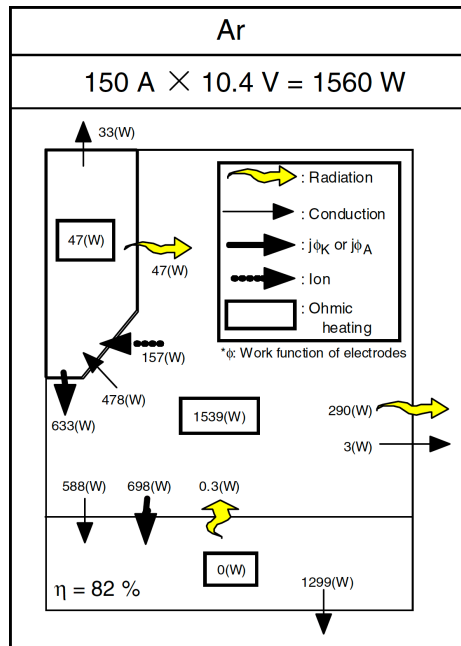 Ar
150 A × 10.4 V = 1560 W
33(W)
: Radiation
: Conduction
: jϕK or jϕA
: Ion
: Ohmic
heating
*ϕ: Work function of electrodes
47(W)
47(W)
157(W)
478(W)
633(W)
1539(W)
290(W)
3(W)
588(W)
698(W)
0.3(W)
0(W)
η = 82 %
1299(W)